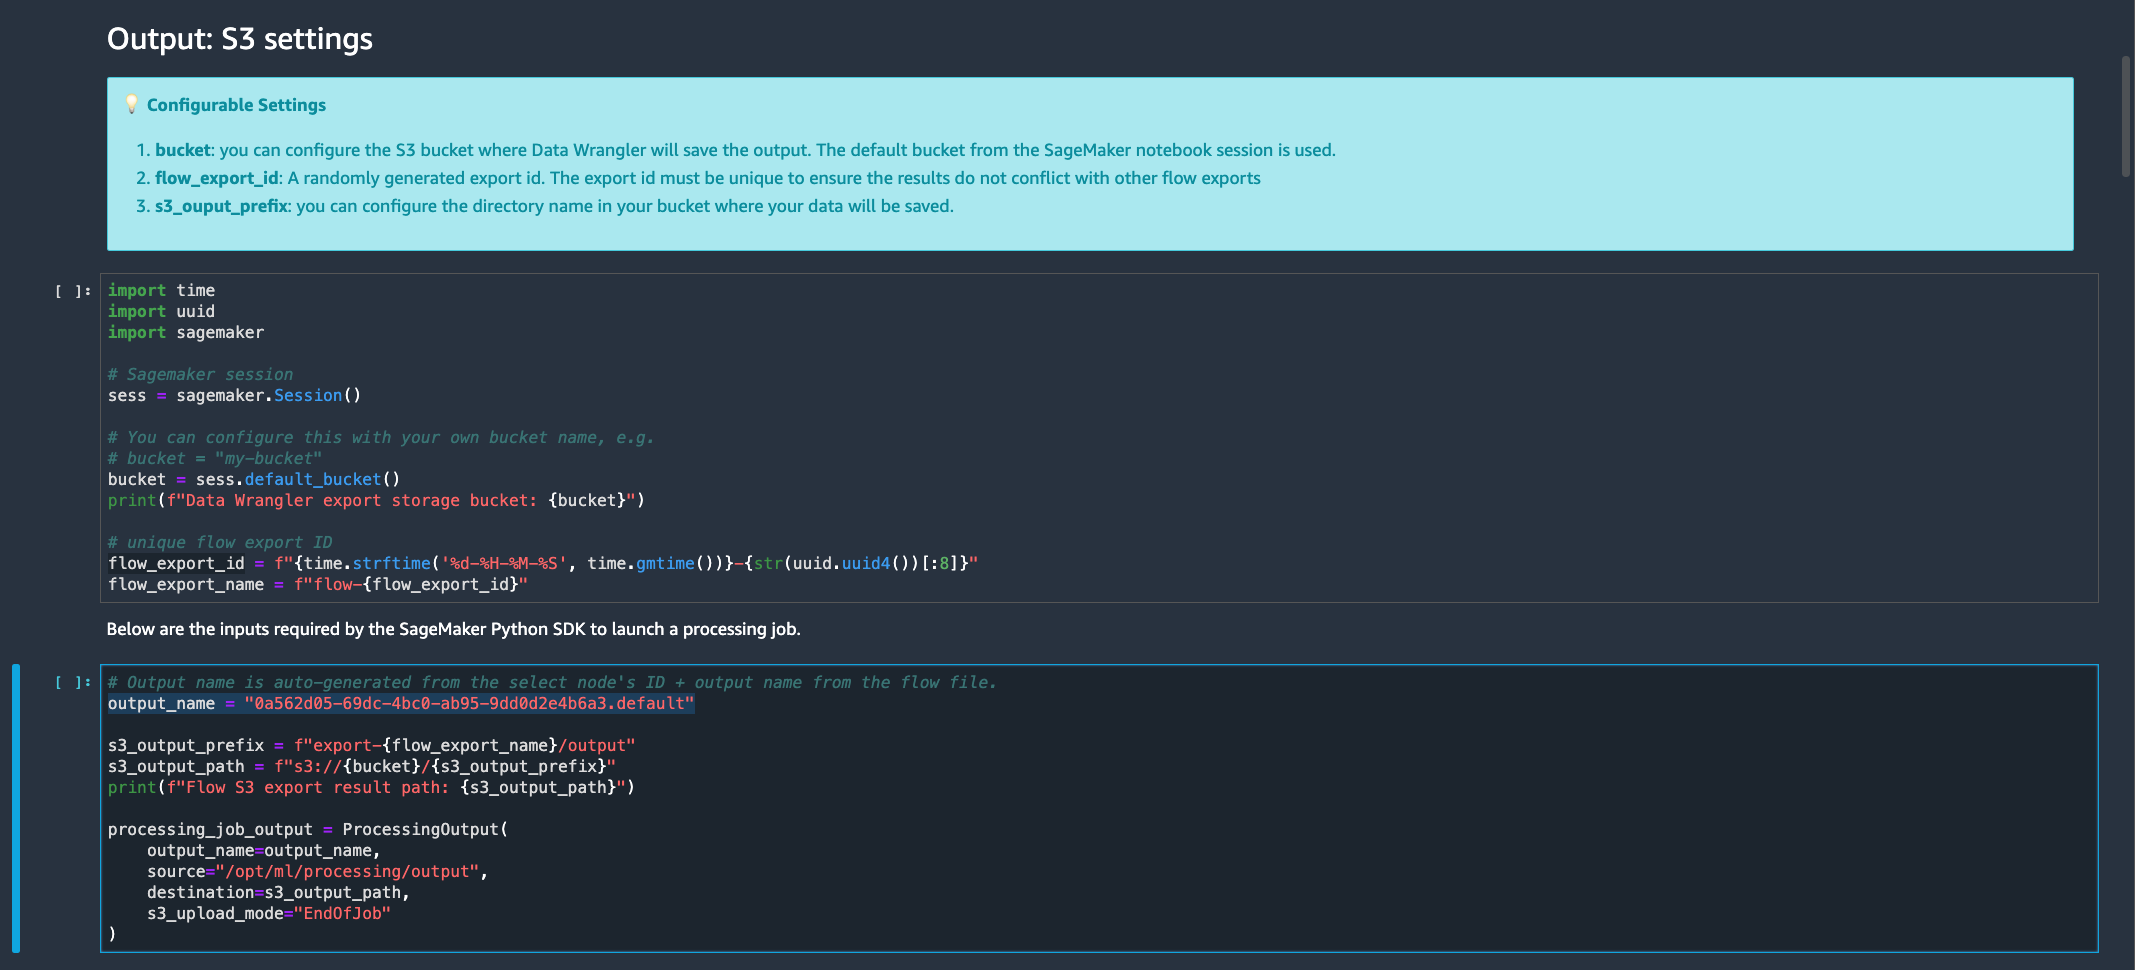 Output: S3 settings
💡 Configurable Settings
1. bucket: you can configure the S3 bucket where Data Wrangler will save the output. The default bucket from the SageMaker notebook session is used.
2. flow_export_id: A randomly generated export id. The export id must be unique to ensure the results do not conflict with other flow exports
3. s3_ouput_prefix: you can configure the directory name in your bucket where your data will be saved.
[ ]:
import time
import uuid
import sagemaker
# Sagemaker session
sess = sagemaker.Session()
# You can configure this with your own bucket name, e.g.
# bucket = "my-bucket"
bucket = sess.default_bucket()
print(f"Data Wrangler export storage bucket: {bucket}")
# unique flow export ID
flow_export_id = f"{time.strftime('%d-%H-%M-%S', time.gmtime())}-{str(uuid.uuid4())[:8]}"
flow_export_name = f"flow-{flow_export_id}"
Below are the inputs required by the SageMaker Python SDK to launch a processing job.
[ ]:
# Output name is auto-generated from the select node's ID + output name from the flow file.
output_name = "0a562d05-69dc-4bc0-ab95-9dd0d2e4b6a3.default"
s3_output_prefix = f"export-{flow_export_name}/output"
s3_output_path = f"s3://{bucket}/{s3_output_prefix}"
print(f"Flow S3 export result path: {s3_output_path}")
processing_job_output = ProcessingOutput(
    output_name=output_name,
    source="/opt/ml/processing/output",
    destination=s3_output_path,
    s3_upload_mode="EndOfJob"
)